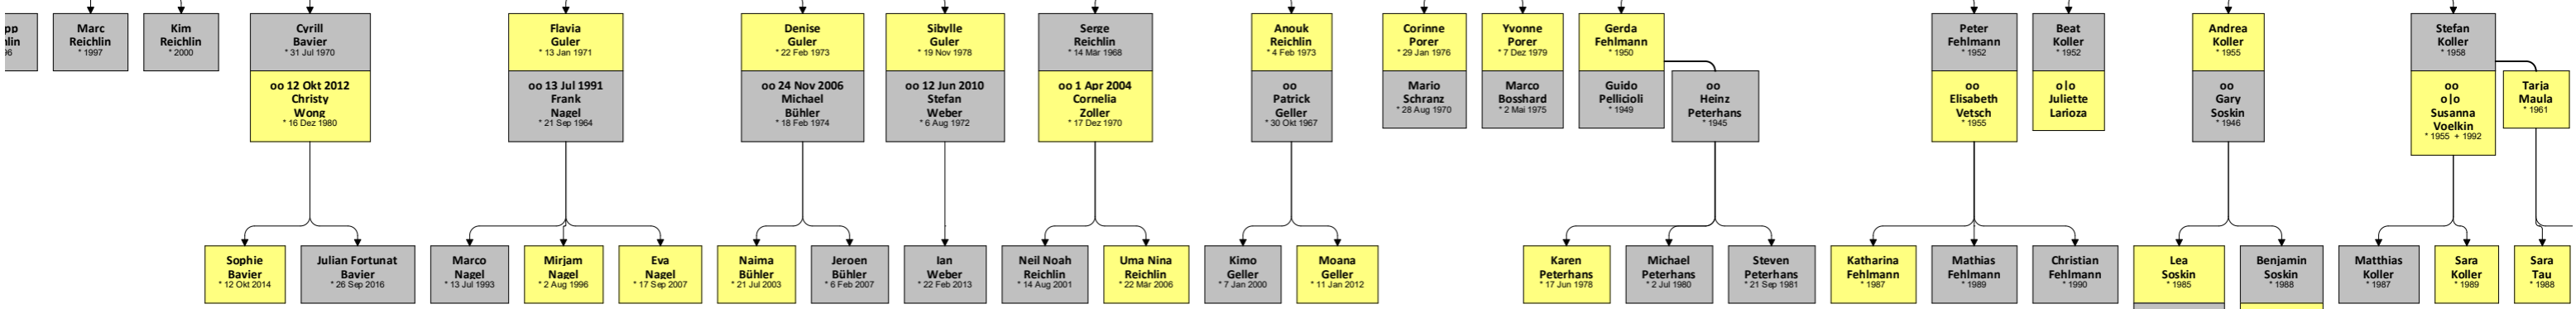 pp
hlin
96
Marc
Reichlin
* 1997
Kim
Reichlin
* 2000
Cyrill
Bavier
* 31 Jul 1970
oo 12 Okt 2012
Christy
Wong
* 16 Dez 1980
Flavia
Guler
* 13 Jan 1971
oo 13 Jul 1991
Frank
Nagel
* 21 Sep 1964
Denise
Guler
* 22 Feb 1973
oo 24 Nov 2006
Michael
Bühler
* 18 Feb 1974
Sibylle
Guler
* 19 Nov 1978
oo 12 Jun 2010
Stefan
Weber
* 6 Aug 1972
Serge
Reichlin
* 14 Mär 1968
oo 1 Apr 2004
Cornelia
Zoller
* 17 Dez 1970
Anouk
Reichlin
* 4 Feb 1973
oo
Patrick
Geller
* 30 Okt 1967
Corinne
Porer
* 29 Jan 1976
Mario
Schranz
* 28 Aug 1970
Yvonne
Porer
* 7 Dez 1979
Marco
Bosshard
* 2 Mai 1975
Gerda
Fehlmann
* 1950
Guido
Pellicioli
* 1949
oo
Heinz
Peterhans
* 1945
Peter
Fehlmann
* 1952
oo
Elisabeth
Vetsch
* 1955
Beat
Koller
* 1952
o|o
Juliette
Larioza
Andrea
Koller
* 1955
oo
Gary
Soskin
* 1946
Stefan
Koller
* 1958
oo
o|o
Susanna
Voelkin
* 1955 + 1992
Tarja
Maula
* 1961
Sophie
Bavier
* 12 Okt 2014
Julian Fortunat
Bavier
* 26 Sep 2016
Marco
Nagel
* 13 Jul 1993
Mirjam
Nagel
* 2 Aug 1996
Eva
Nagel
* 17 Sep 2007
Naima
Bühler
* 21 Jul 2003
Jeroen
Bühler
* 6 Feb 2007
Ian
Weber
* 22 Feb 2013
Neil Noah
Reichlin
* 14 Aug 2001
Uma Nina
Reichlin
* 22 Mär 2006
Kimo
Geller
* 7 Jan 2000
Moana
Geller
* 11 Jan 2012
Karen
Peterhans
* 17 Jun 1978
Michael
Peterhans
* 2 Jul 1980
Steven
Peterhans
* 21 Sep 1981
Katharina
Fehlmann
* 1987
Mathias
Fehlmann
* 1989
Christian
Fehlmann
* 1990
Lea
Soskin
* 1985
Benjamin
Soskin
* 1988
Matthias
Koller
* 1987
Sara
Koller
* 1989
Sara
Tau
* 1988